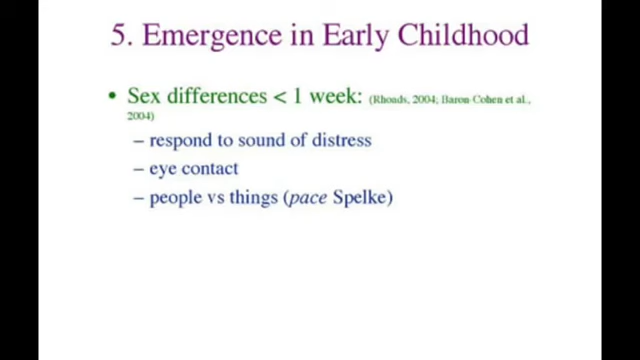 5. Emergence in Early Childhood
• Sex differences < 1 week: (Rhoads, 2004; Baron-Cohen et al.,
2004)
– respond to sound of distress
– eye contact
– people vs things (pace Spelke)